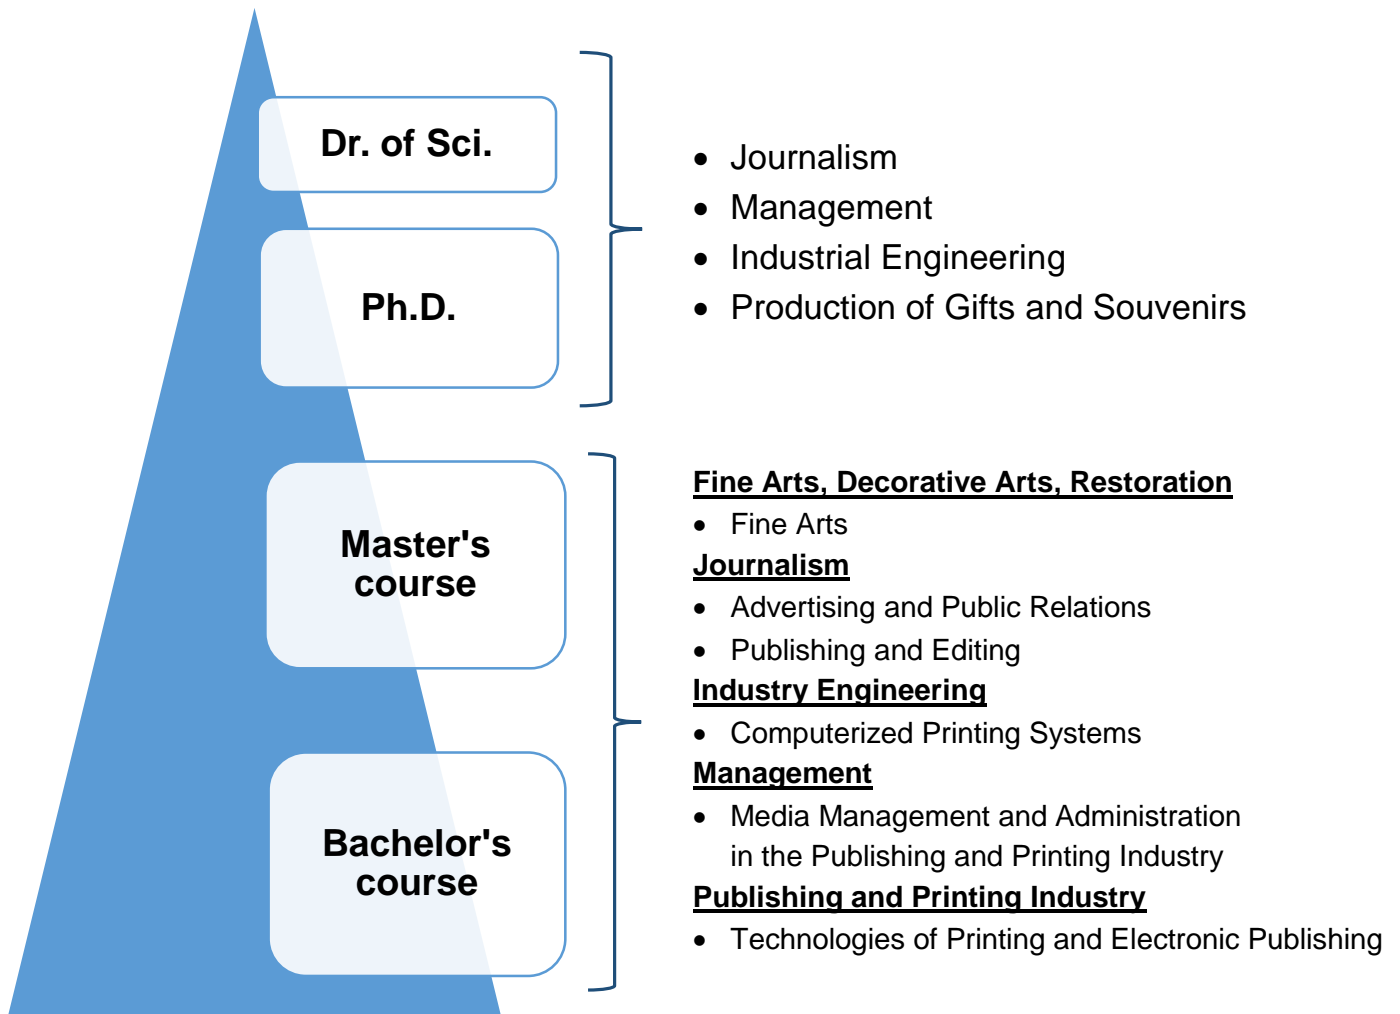 Dr. of Sci.
Ph.D.
• Journalism
• Management
• Industrial Engineering
• Production of Gifts and Souvenirs
Master's
course
Bachelor's
course
Fine Arts, Decorative Arts, Restoration
• Fine Arts
Journalism
• Advertising and Public Relations
• Publishing and Editing
Industry Engineering
• Computerized Printing Systems
Management
• Media Management and Administration
in the Publishing and Printing Industry
Publishing and Printing Industry
• Technologies of Printing and Electronic Publishing